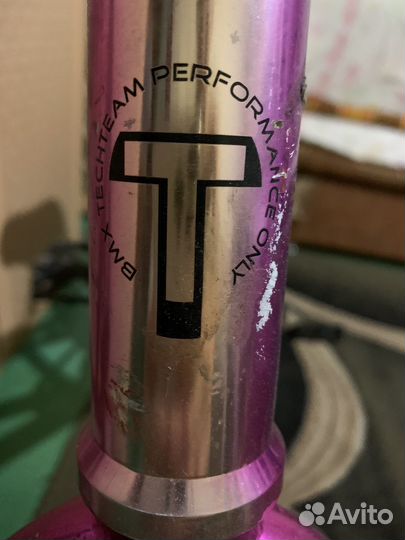 BMX TECHTEAM PERFORMANCE ONLY
T
Avito